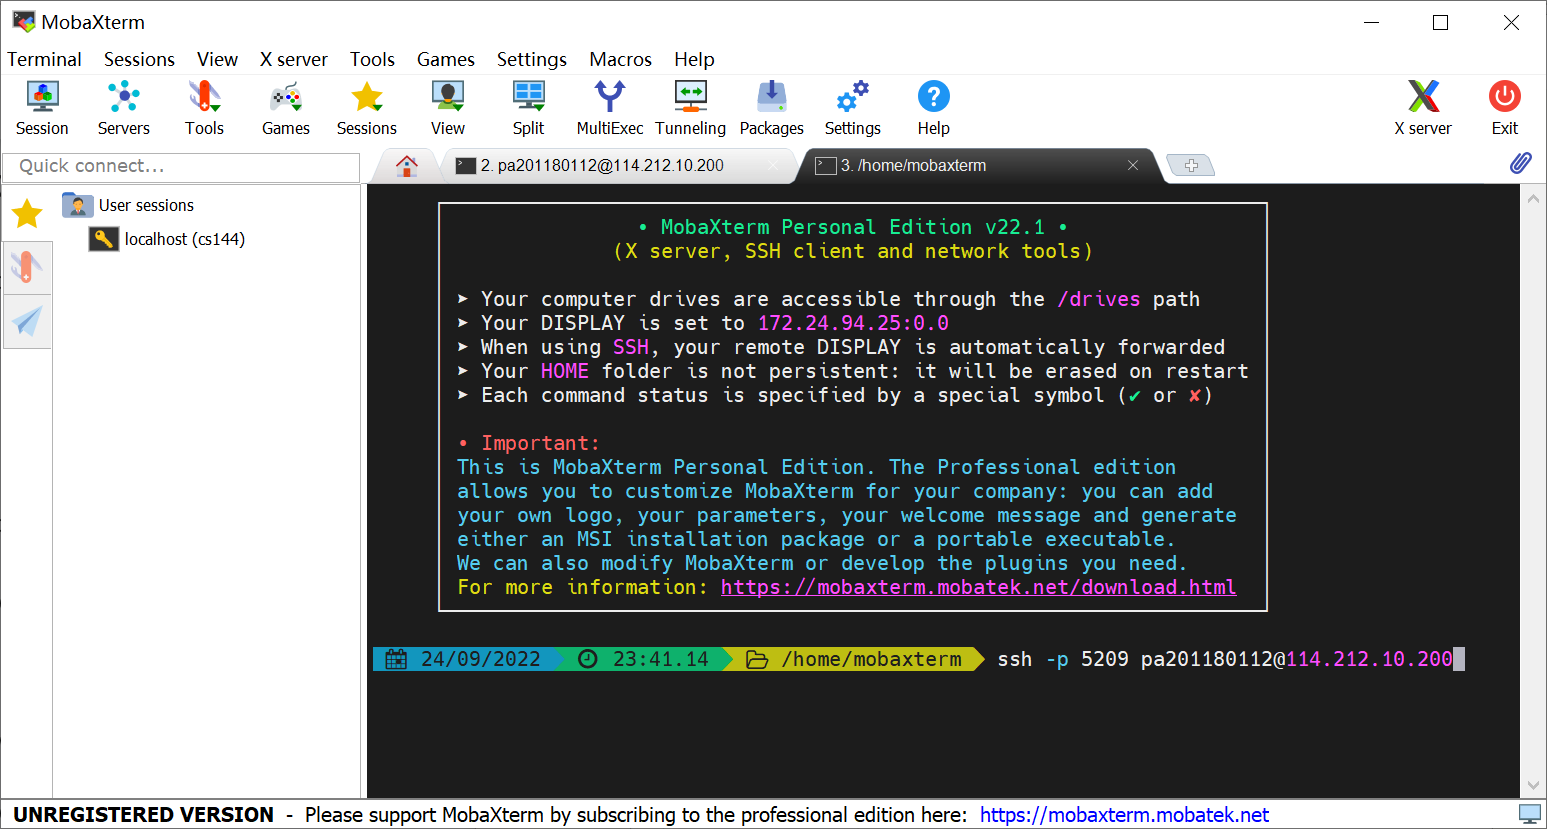 MobaXterm
Terminal Sessions View X server Tools Games Settings Macros Help
Session Servers Tools Games Sessions View Split MultiExec Tunneling Packages Settings Help X server Exit
Quick connect...
2. pa201180112@114.212.10.200
3. /home/mobaxterm
User sessions
localhost (cs144)
• MobaXterm Personal Edition v22.1 •
(X server, SSH client and network tools)
➤ Your computer drives are accessible through the /drives path
➤ Your DISPLAY is set to 172.24.94.25:0.0
➤ When using SSH, your remote DISPLAY is automatically forwarded
➤ Your HOME folder is not persistent: it will be erased on restart
➤ Each command status is specified by a special symbol (✔ or ✘)
• Important:
This is MobaXterm Personal Edition. The Professional edition
allows you to customize MobaXterm for your company: you can add
your own logo, your parameters, your welcome message and generate
either an MSI installation package or a portable executable.
We can also modify MobaXterm or develop the plugins you need.
For more information: https://mobaxterm.mobatek.net/download.html
24/09/2022 23:41.14 /home/mobaxterm ssh -p 5209 pa201180112@114.212.10.200
UNREGISTERED VERSION - Please support MobaXterm by subscribing to the professional edition here: https://mobaxterm.mobatek.net